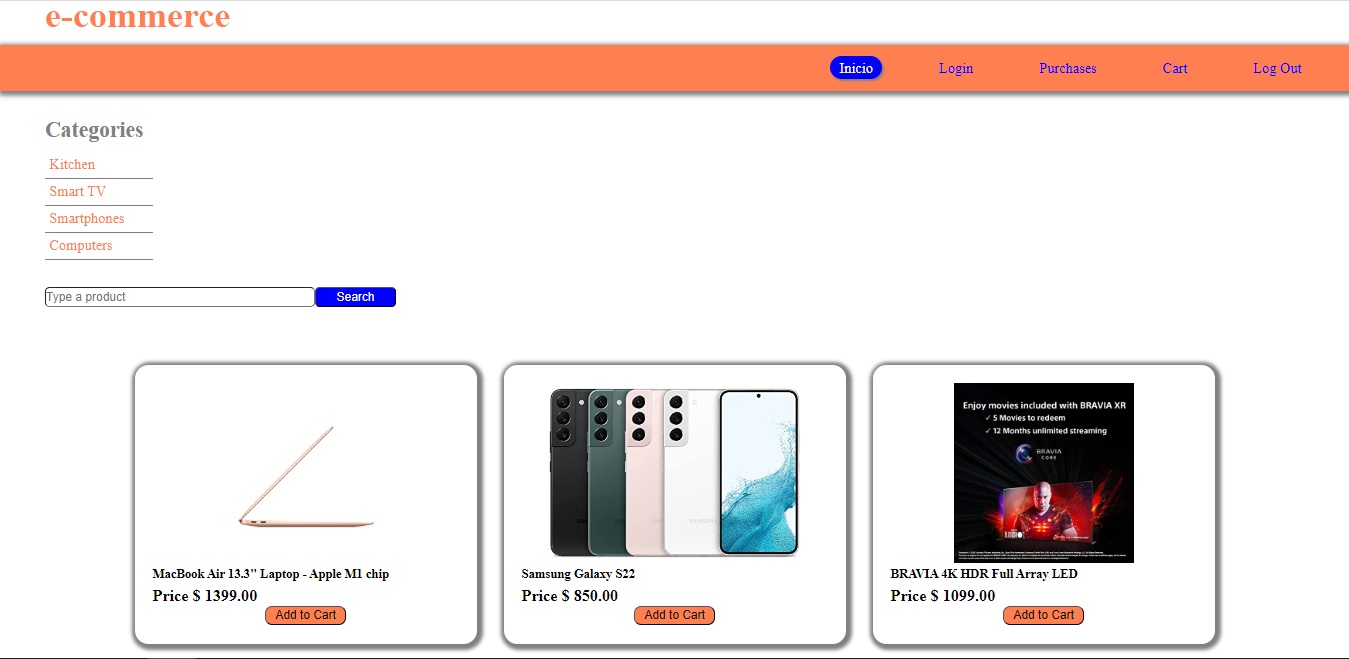 e-commerce
Inicio Login Purchases Cart Log Out
Categories
Kitchen
Smart TV
Smartphones
Computers
Type a product Search
Enjoy movies included with BRAVIA XR
✓ 5 Movies to redeem
✓ 12 Months unlimited streaming
BRAVIA
CORE
SAMSUNG
MacBook Air 13.3" Laptop - Apple M1 chip
Price $ 1399.00
Add to Cart
Samsung Galaxy S22
Price $ 850.00
Add to Cart
BRAVIA 4K HDR Full Array LED
Price $ 1099.00
Add to Cart